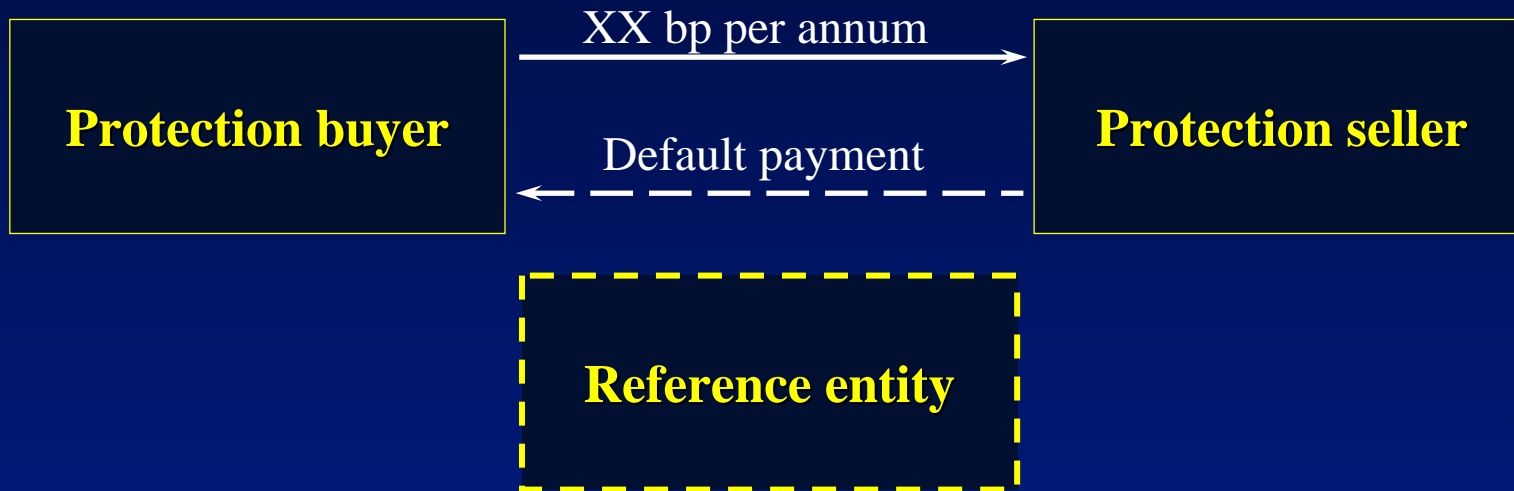 XX bp per annum
Protection buyer
Protection seller
Default payment
Reference entity